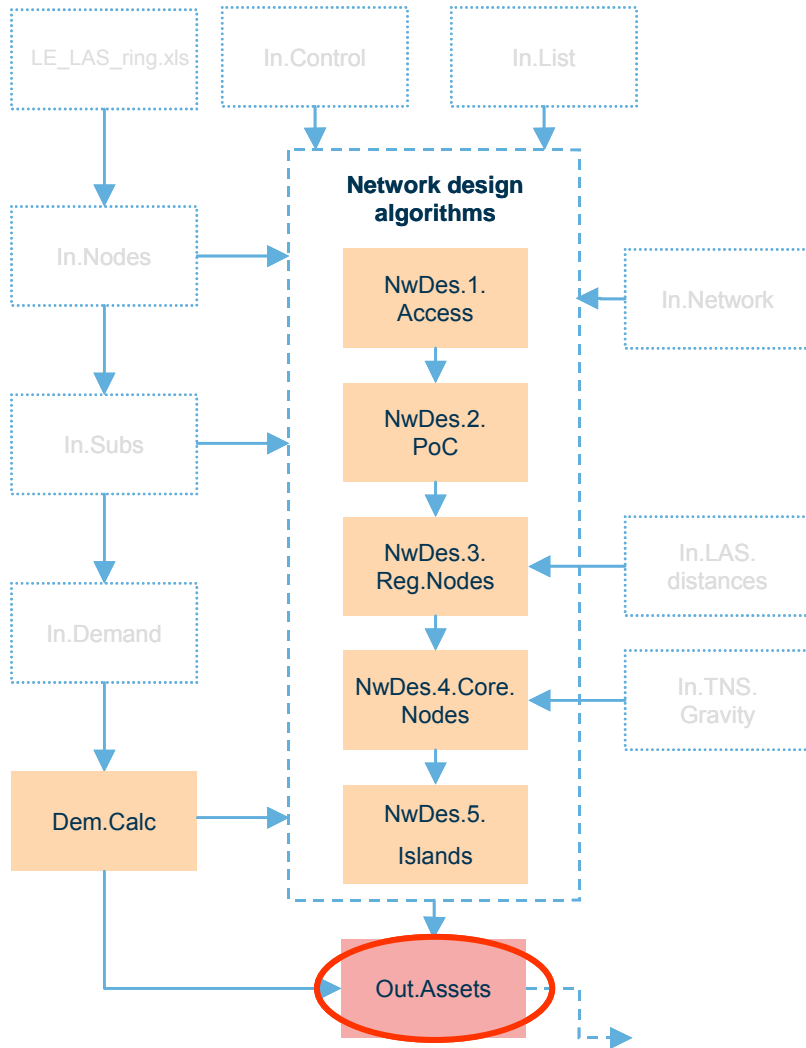 LE_LAS_ring.xls
In.Control
In.List
Network design
algorithms
In.Nodes
NwDes.1.
Access
In.Network
In.Subs
NwDes.2.
PoC
NwDes.3.
Reg.Nodes
In.LAS.
distances
In.Demand
NwDes.4.Core.
Nodes
In.TNS.
Gravity
Dem.Calc
NwDes.5.
Islands
Out.Assets